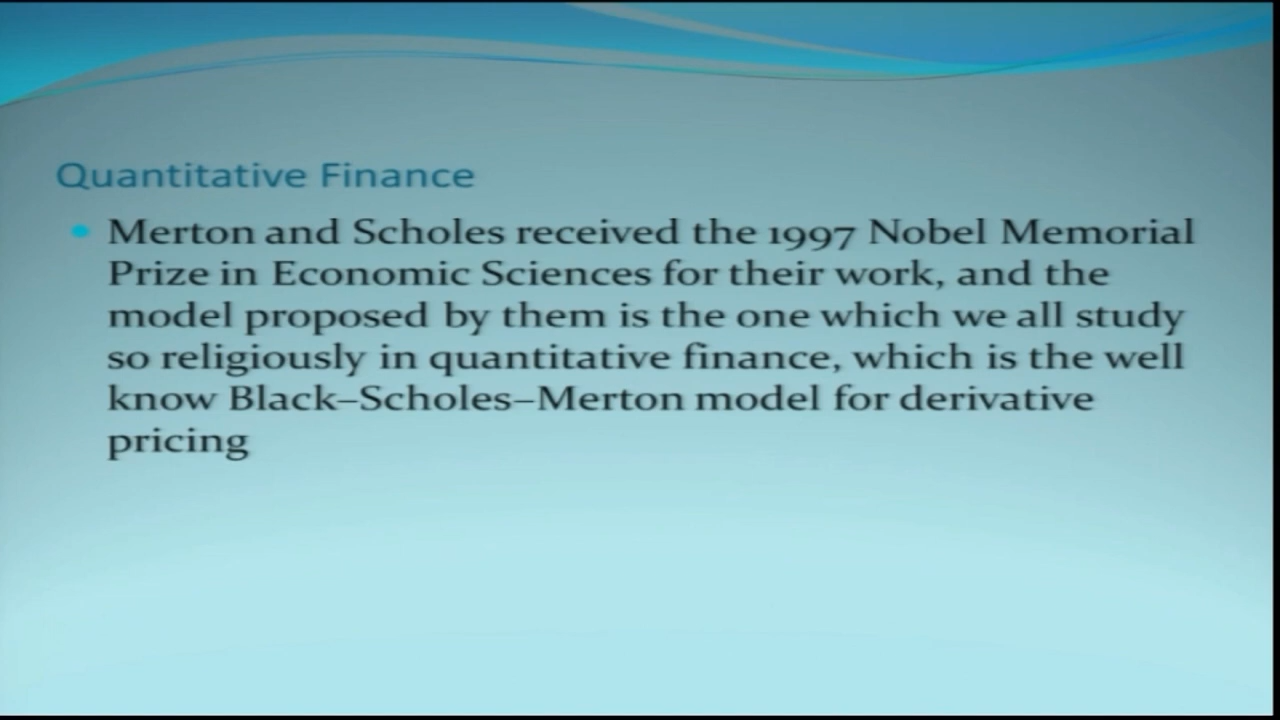 Quantitative Finance
Merton and Scholes received the 1997 Nobel Memorial
Prize in Economic Sciences for their work, and the
model proposed by them is the one which we all study
so religiously in quantitative finance, which is the well
know Black–Scholes–Merton model for derivative
pricing